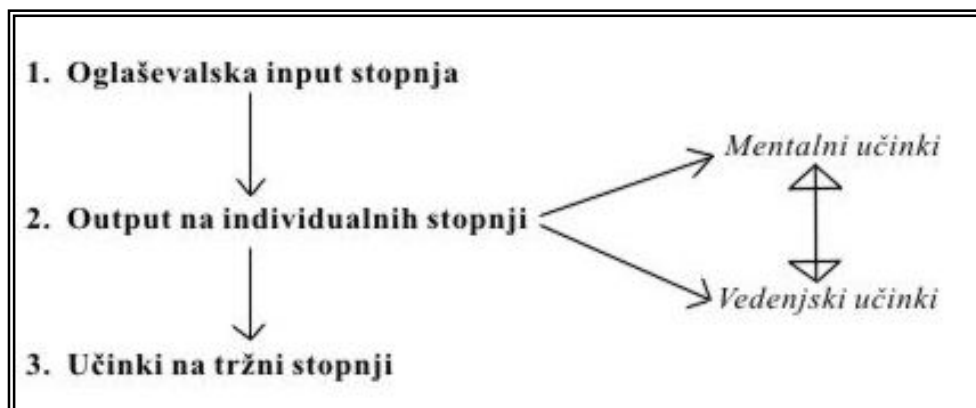 1. Oglaševalska input stopnja
Mentalni učinki
2. Output na individualnih stopnji
Vedenjski učinki
3. Učinki na tržni stopnji